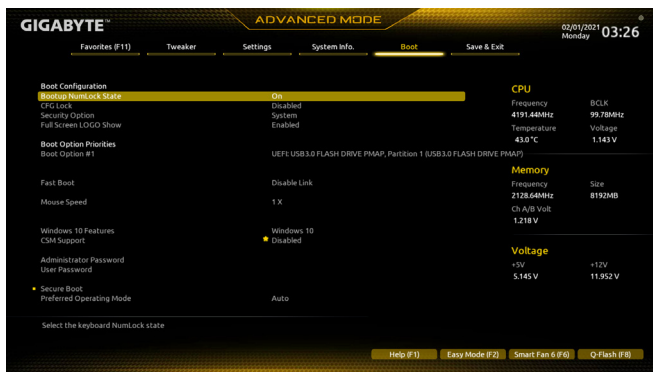 GIGABYTE™
ADVANCED MODE
02/01/2021
Monday
03:26
Favorites (F11)
Tweaker
Settings
System Info.
Boot
Save & Exit
Boot Configuration
Bootup NumLock State On
CFG Lock Disabled
Security Option System
Full Screen LOGO Show Enabled
Boot Option Priorities
Boot Option #1 UEFI: USB3.0 FLASH DRIVE PMAP, Partition 1 (USB3.0 FLASH DRIVE PMAP)
Fast Boot Disable Link
Mouse Speed 1 X
Windows 10 Features Windows 10
CSM Support Disabled
Administrator Password
User Password
Secure Boot
Preferred Operating Mode Auto
Select the keyboard NumLock state
CPU
Frequency BCLK
4191.44MHz 99.78MHz
Temperature Voltage
43.0 °C 1.143 V
Memory
Frequency Size
2128.64MHz 8192MB
Ch A/B Volt
1.218 V
Voltage
+5V +12V
5.145 V 11.952 V
Help (F1)
Easy Mode (F2)
Smart Fan 6 (F6)
Q-Flash (F8)